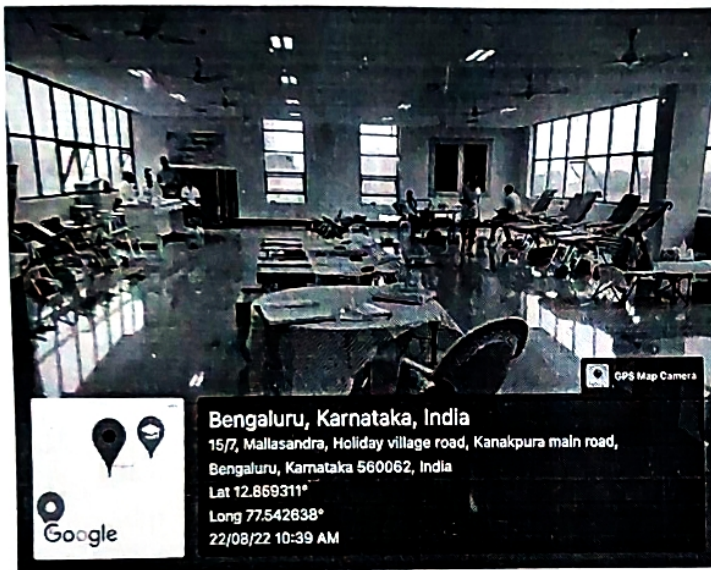 GPS Map Camera
Bengaluru, Karnataka, India
15/7, Mallasandra, Holiday village road, Kanakpura main road,
Bengaluru, Karnataka 560062, India
Lat 12.859311°
Long 77.542638°
22/08/22 10:39 AM
Google